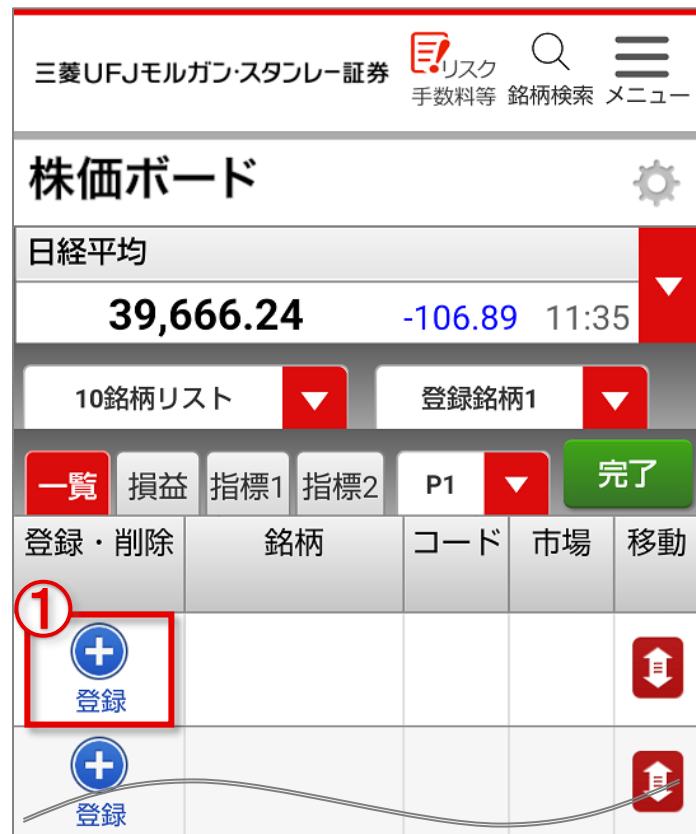 三菱UFJモルガン・スタンレー証券
リスク
手数料等
銘柄検索
メニュー
株価ボード
日経平均
39,666.24 -106.89 11:35
10銘柄リスト 登録銘柄1
一覧 損益 指標1 指標2 P1 完了
登録・削除 銘柄 コード 市場 移動
①
登録
登録